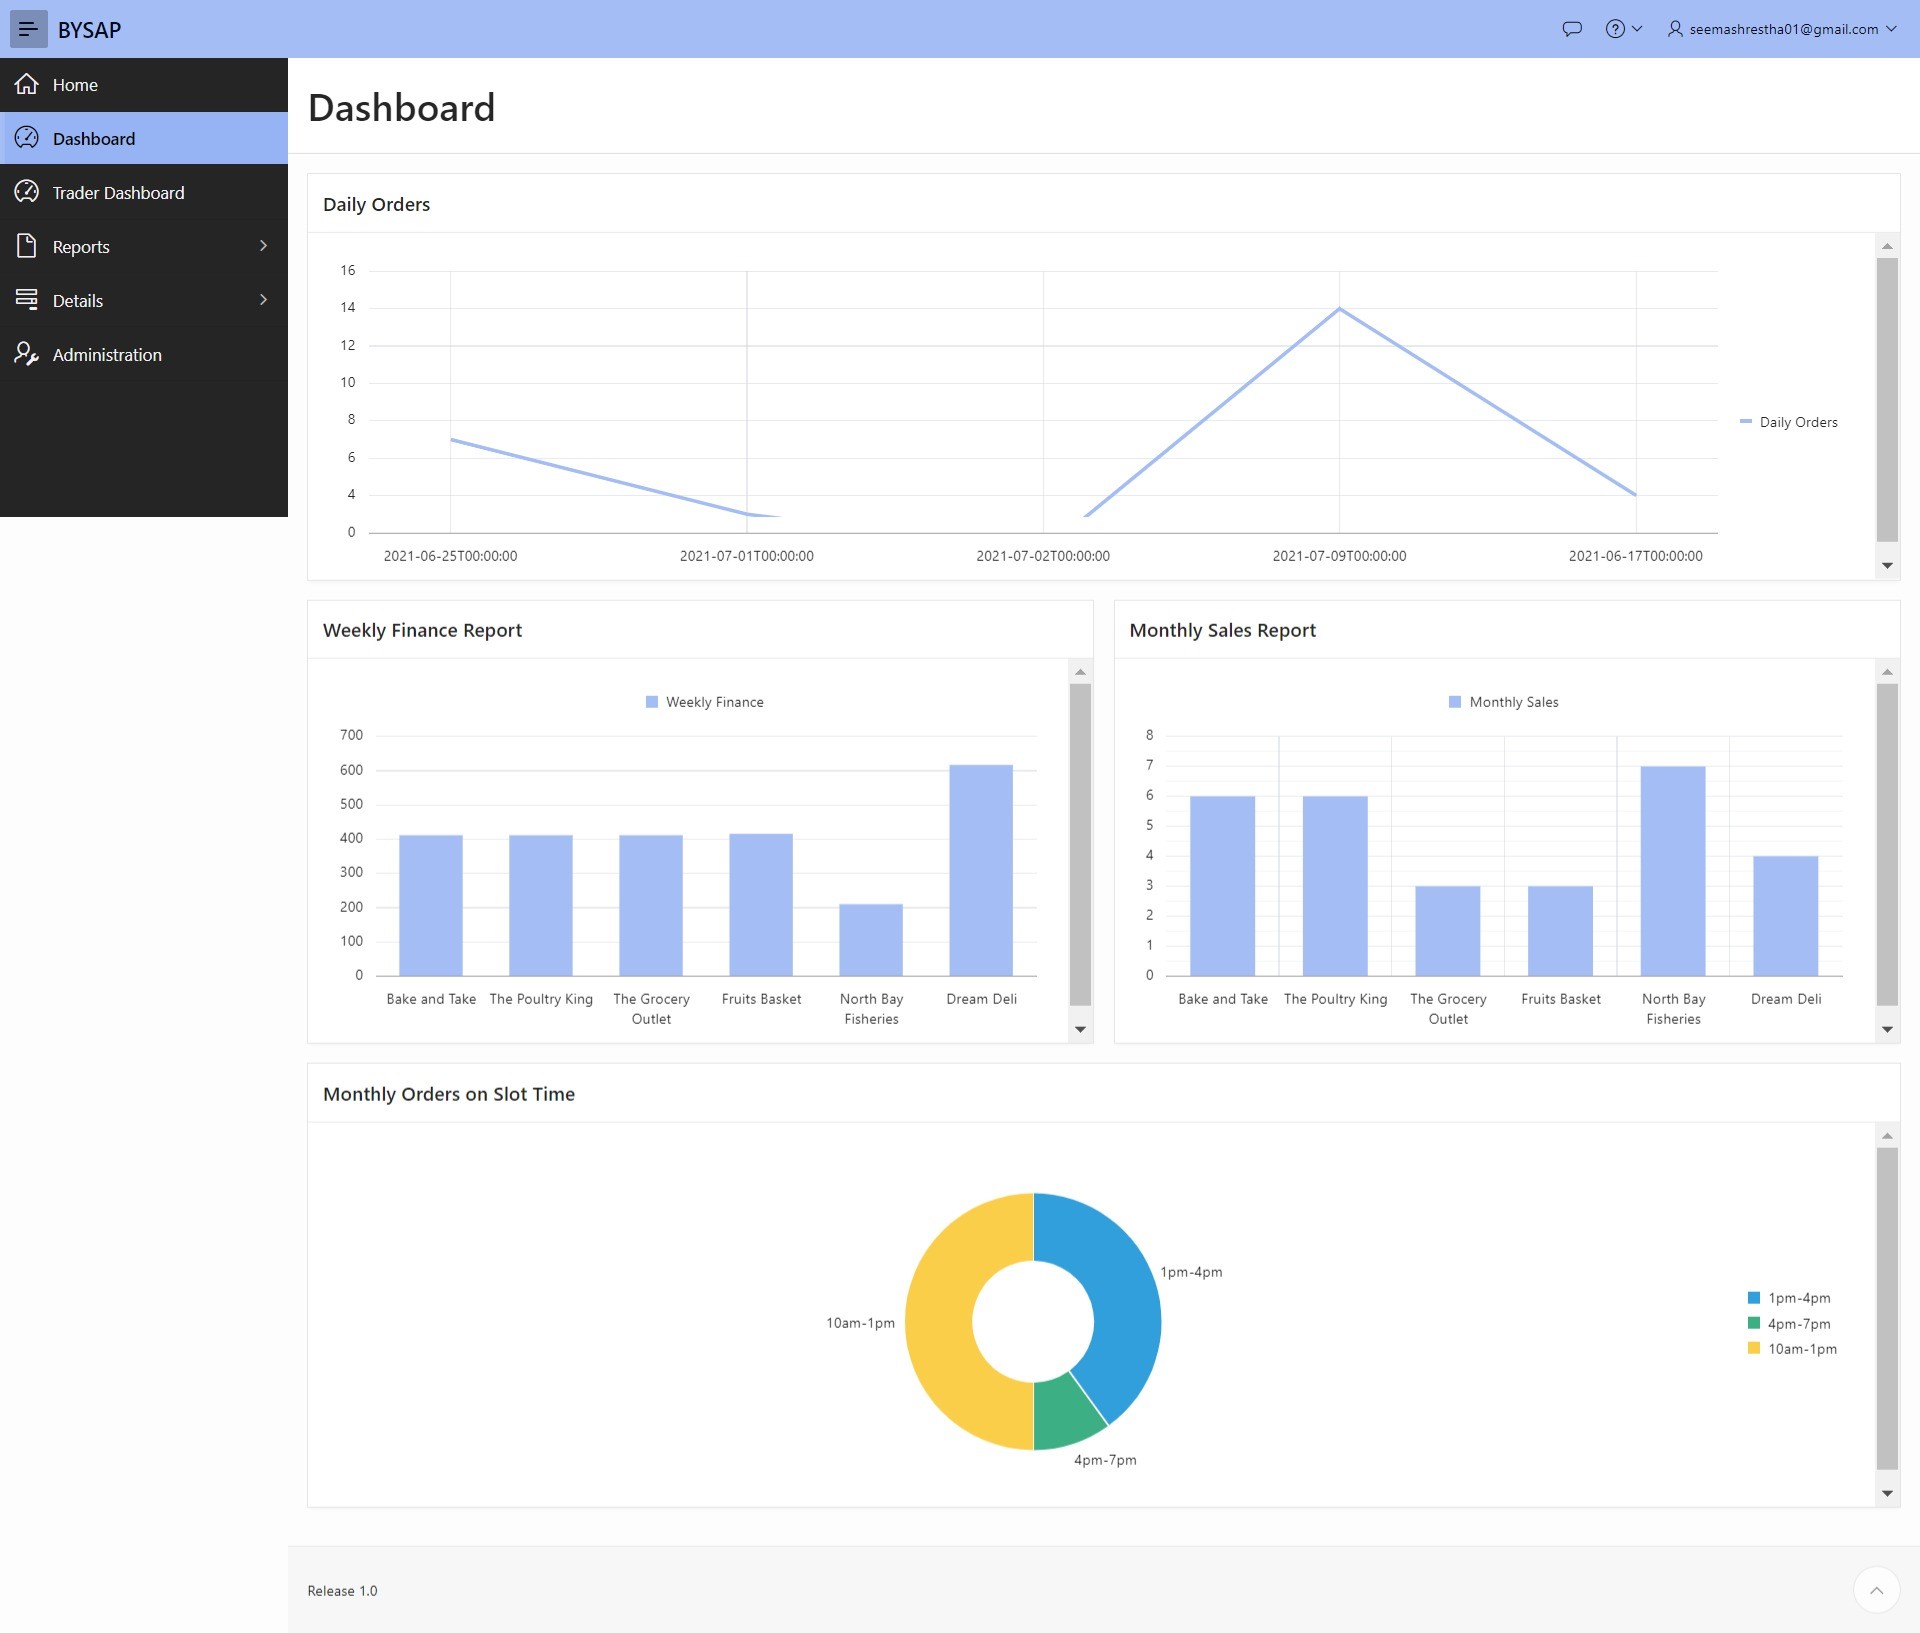 BYSAP
seemashrestha01@gmail.com
Home
Dashboard
Trader Dashboard
Reports
Details
Administration
Dashboard
Daily Orders
16
14
12
10
8
6
4
0
2021-06-25T00:00:00 2021-07-01T00:00:00 2021-07-02T00:00:00 2021-07-09T00:00:00 2021-06-17T00:00:00
Daily Orders
Weekly Finance Report
Weekly Finance
700
600
500
400
300
200
100
0
Bake and Take The Poultry King The Grocery Fruits Basket North Bay Dream Deli
Outlet Fisheries
Monthly Sales Report
Monthly Sales
8
7
6
5
4
3
2
1
0
Bake and Take The Poultry King The Grocery Fruits Basket North Bay Dream Deli
Outlet Fisheries
Monthly Orders on Slot Time
1pm-4pm
10am-1pm
4pm-7pm
1pm-4pm
4pm-7pm
10am-1pm
Release 1.0